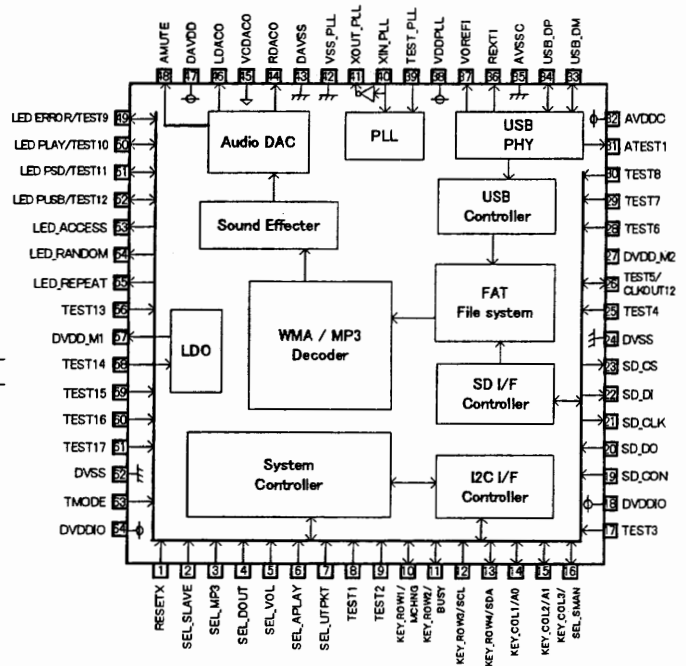 AMUTE
DAVDD
LDACO
VCDACO
RDACO
DAVSS
VSS_PLL
XOUT_PLL
XIN_PLL
TEST_PLL
VDDPLL
VOREFI
REXTI
AVSSC
USB_DP
USB_DM
48 47 46 45 44 43 42 41 40 39 38 37 36 35 34 33
LED ERROR/TEST9 49
LED PLAY/TEST10 50
LED PSD/TEST11 51
LED PUSB/TEST12 52
LED_ACCESS 53
LED_RANDOM 54
LED_REPEAT 55
TEST13 56
DVDD_M1 57
TEST14 58
TEST15 59
TEST16 60
TEST17 61
DVSS 62
TMODE 63
DVDDIO 64
Audio DAC
PLL
USB
PHY
Sound Effecter
USB
Controller
WMA / MP3
Decoder
FAT
File system
LDO
SD I/F
Controller
System
Controller
I2C I/F
Controller
32 AVDDC
31 ATEST1
30 TEST8
29 TEST7
28 TEST6
27 DVDD_M2
26 TEST5/
CLKOUT12
25 TEST4
24 DVSS
23 SD_CS
22 SD_DI
21 SD_CLK
20 SD_DO
19 SD_CON
18 DVDDIO
17 TEST3
1 2 3 4 5 6 7 8 9 10 11 12 13 14 15 16
RESETX
SEL_SLAVE
SEL_MP3
SEL_DOUT
SEL_VOL
SEL_APLAY
SEL_UTPKT
TEST1
TEST2
KEY_ROW1/
MCHNG
KEY_ROW2/
BUSY
KEY_ROW3/SCL
KEY_ROW4/SDA
KEY_COL1/A0
KEY_COL2/A1
KEY_COL3/
SEL_SMAN